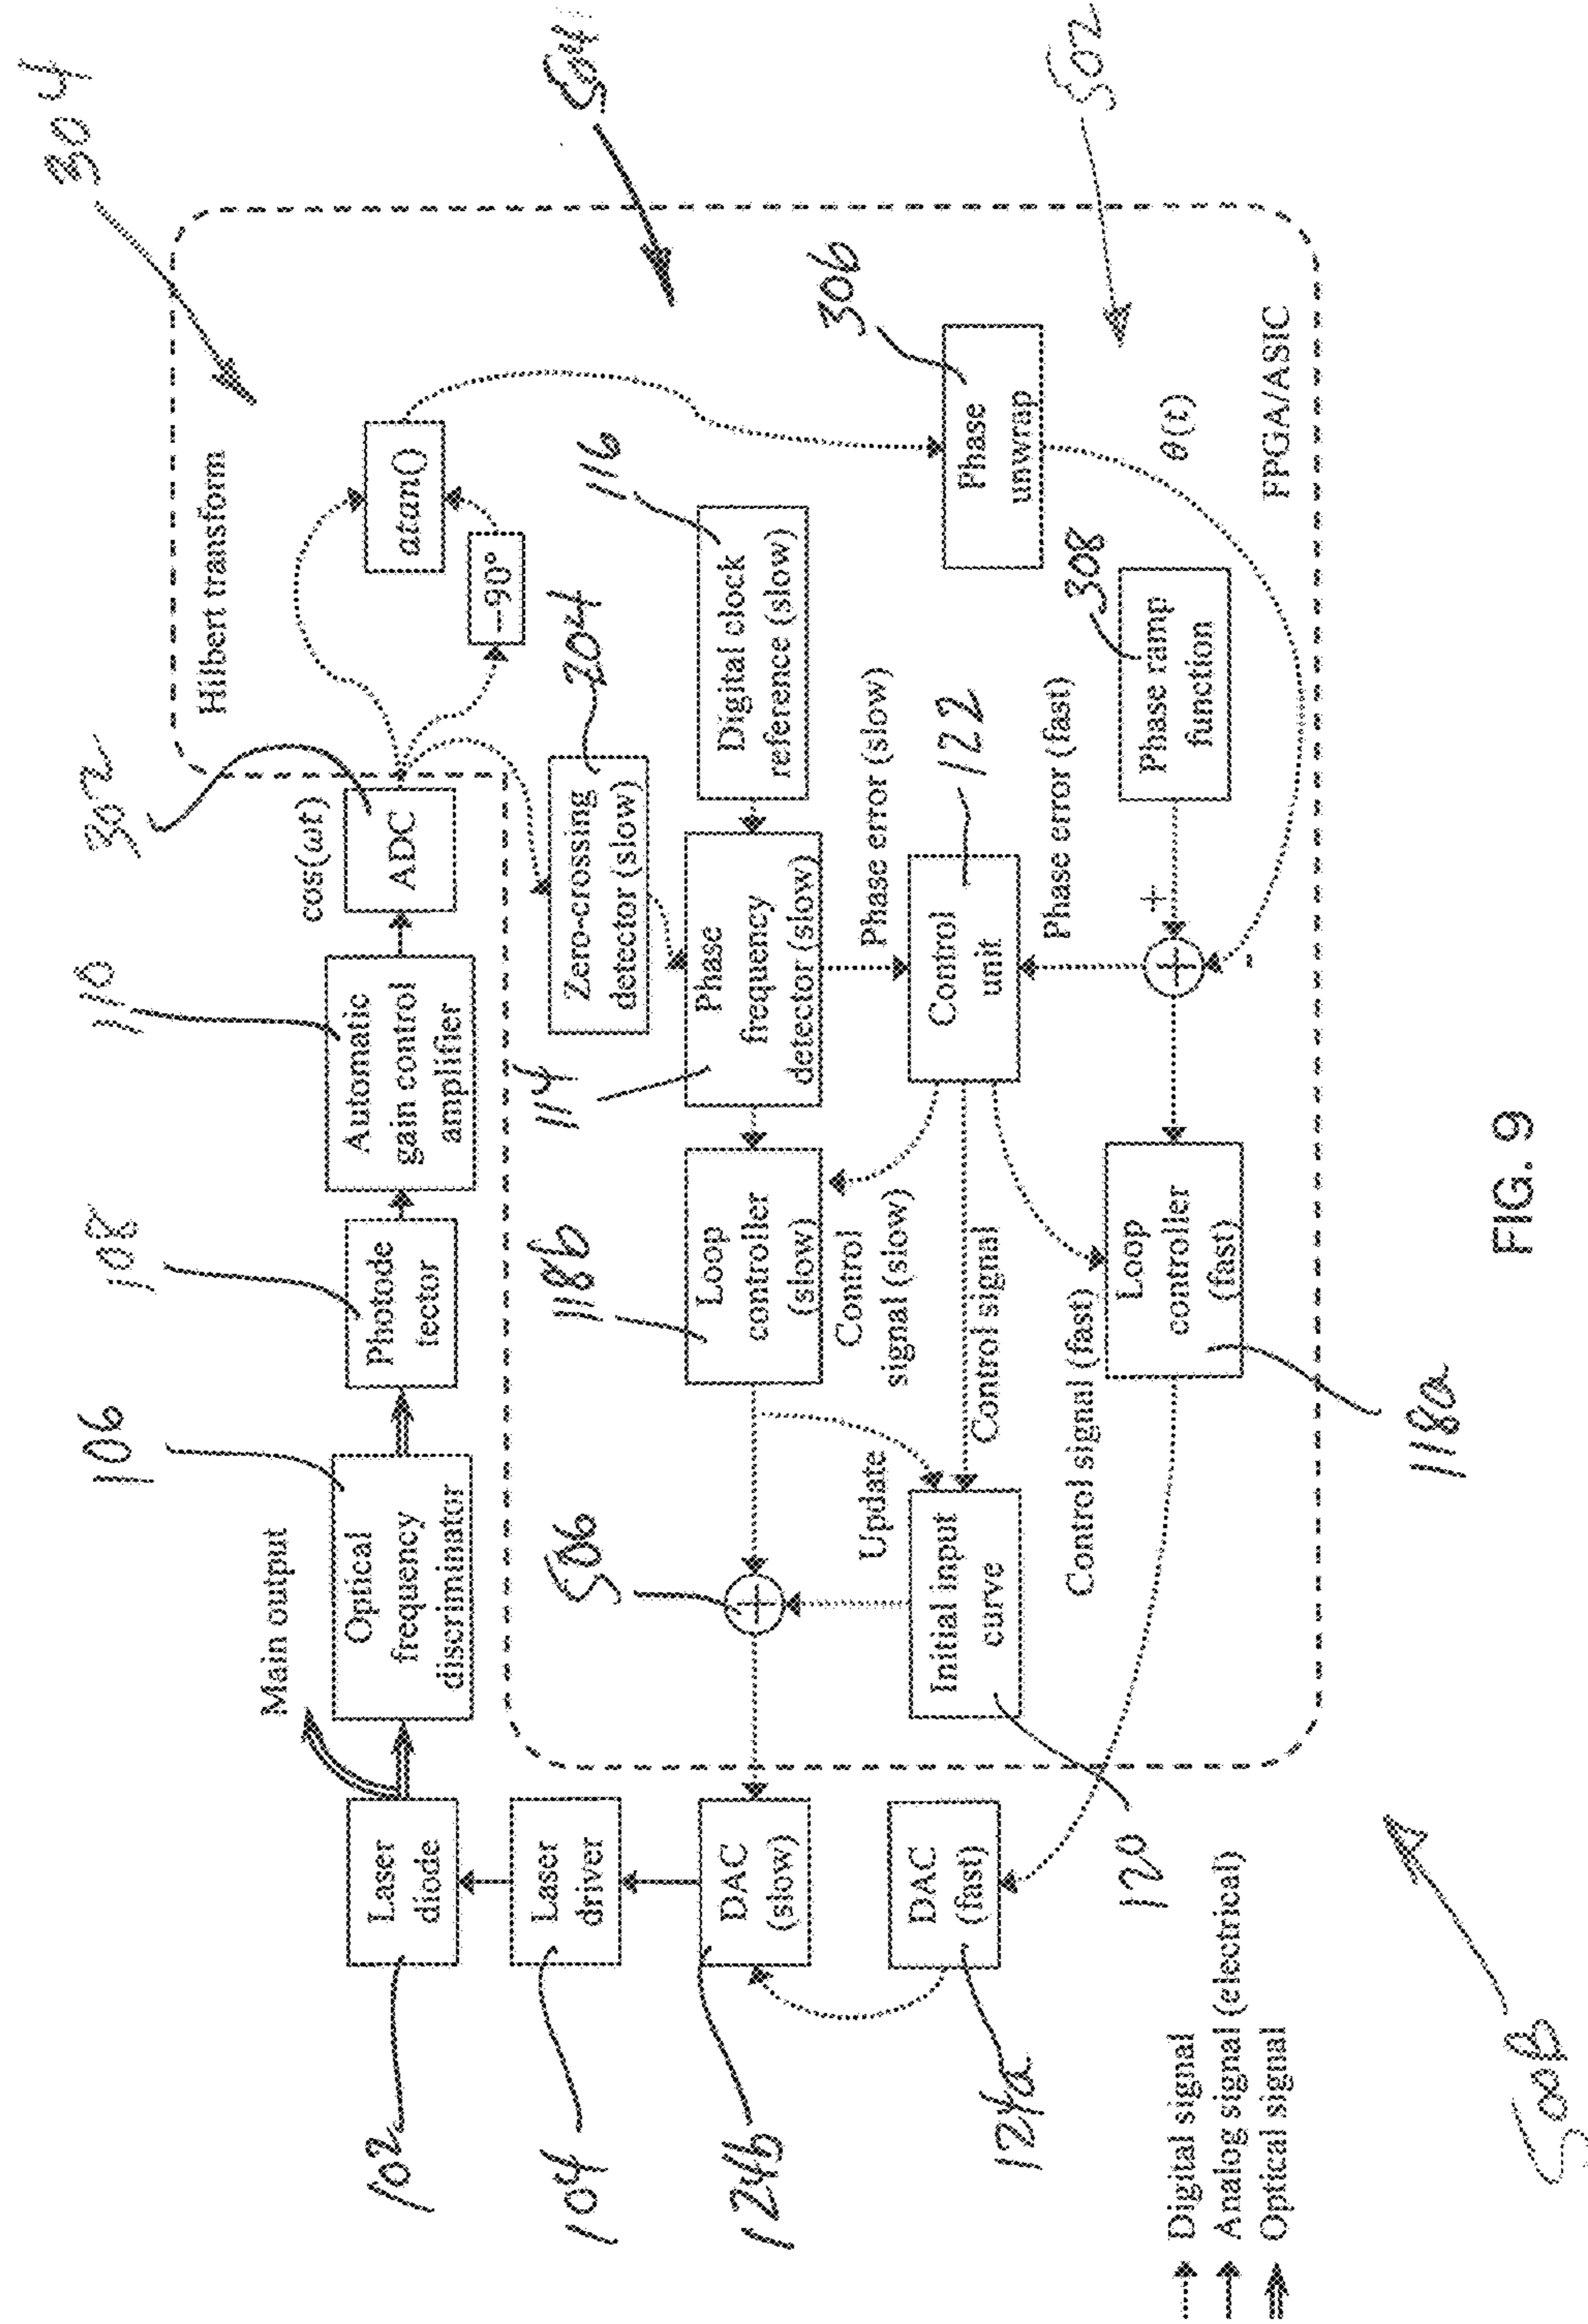 304
504
502
Hilbert transform
302
cos(ωt)
ADC
atan()
−90°
306
Phase
unwrap
θ(t)
FPGA/ASIC
116
Digital clock
reference (slow)
204
Zero-crossing
detector (slow)
308
Phase ramp
function
110
Automatic
gain control
amplifier
114
Phase
frequency
detector (slow)
Phase error (slow)
122
Control
unit
Phase error (fast)
+
-
108
Photode
tector
118b
Loop
controller
(slow)
Control
signal (slow)
Control signal
Control signal (fast)
Loop
controller
(fast)
118a
106
Optical
frequency
discriminator
Main output
506
Update
Initial input
curve
120
102
Laser
diode
104
Laser
driver
124b
DAC
(slow)
124a
DAC
(fast)
Digital signal
Analog signal (electrical)
Optical signal
500B
FIG. 9